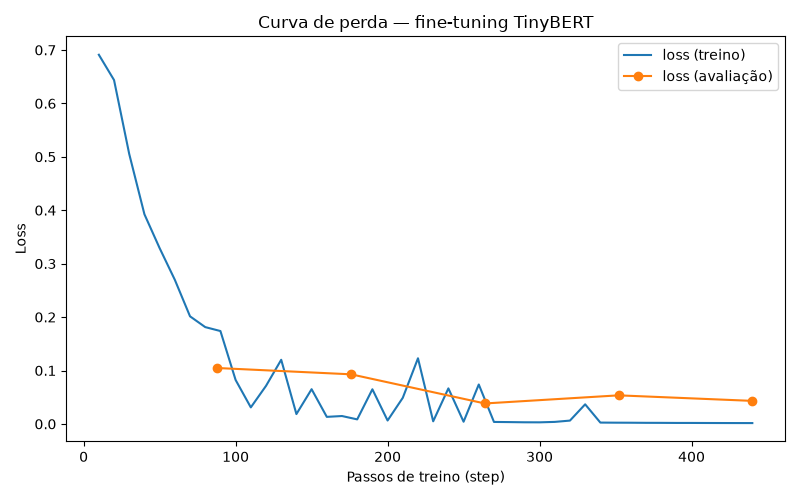 Curva de perda — fine-tuning TinyBERT
loss (treino)
loss (avaliação)
Loss
0.7
0.6
0.5
0.4
0.3
0.2
0.1
0.0
0
100
200
300
400
Passos de treino (step)